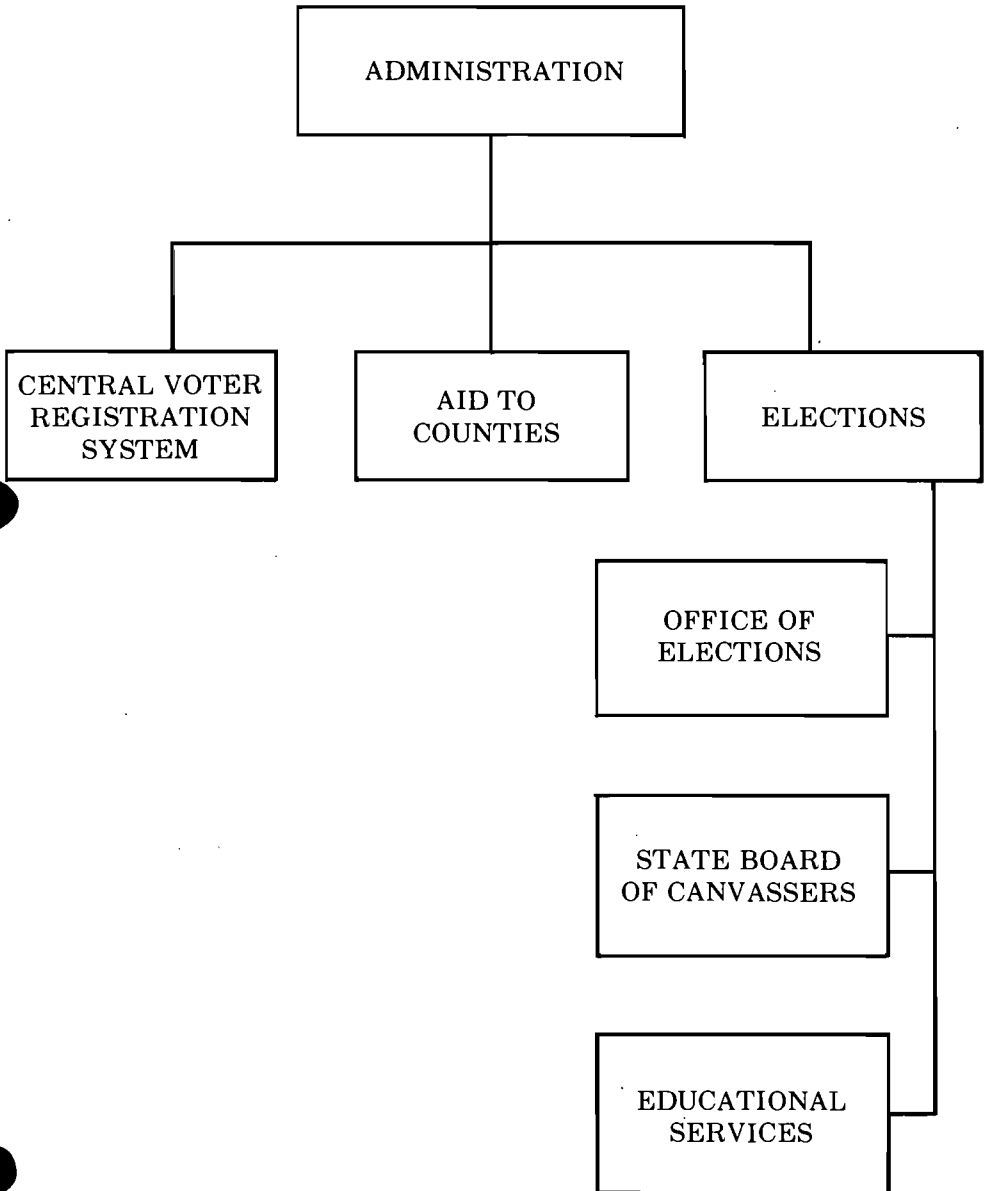 ADMINISTRATION
CENTRAL VOTER
REGISTRATION
SYSTEM
AID TO
COUNTIES
ELECTIONS
OFFICE OF
ELECTIONS
STATE BOARD
OF CANVASSERS
EDUCATIONAL
SERVICES